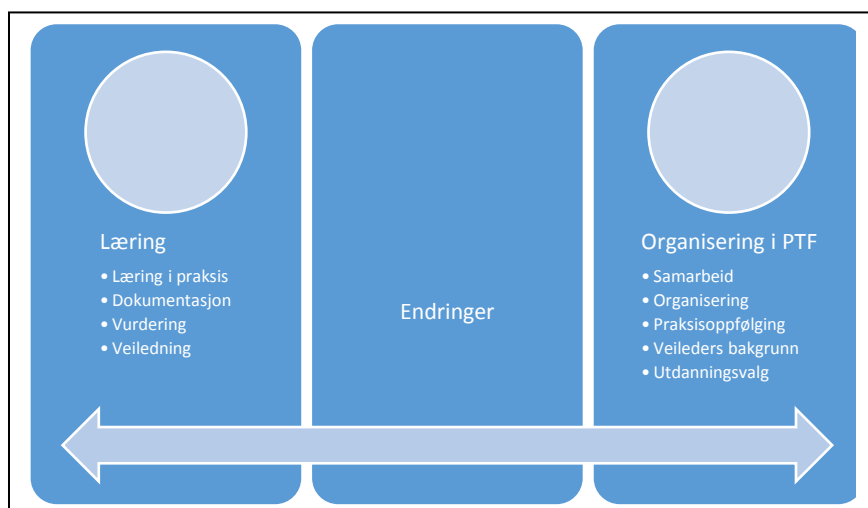 Læring
• Læring i praksis
• Dokumentasjon
• Vurdering
• Veiledning
Endringer
Organisering i PTF
• Samarbeid
• Organisering
• Praksisoppfølging
• Veileders bakgrunn
• Utdanningsvalg